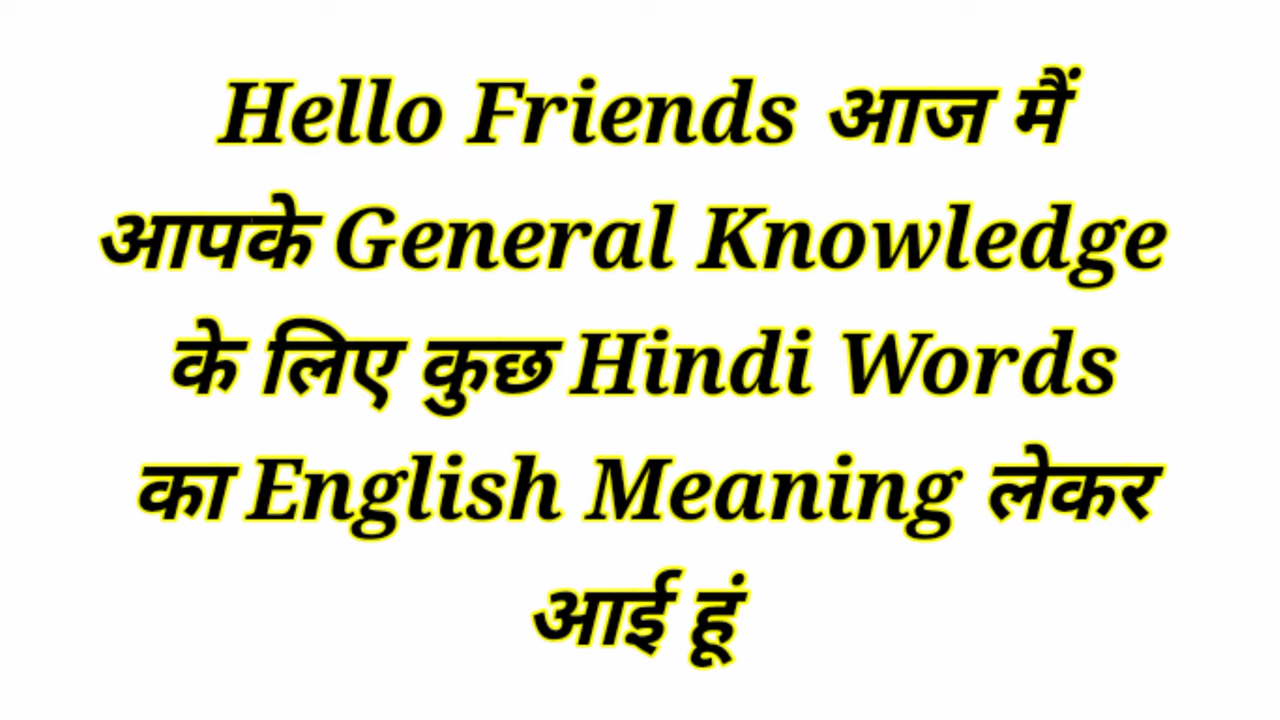 Hello Friends आज मैं
आपके General Knowledge
के लिए कुछ Hindi Words
का English Meaning लेकर
आई हूं